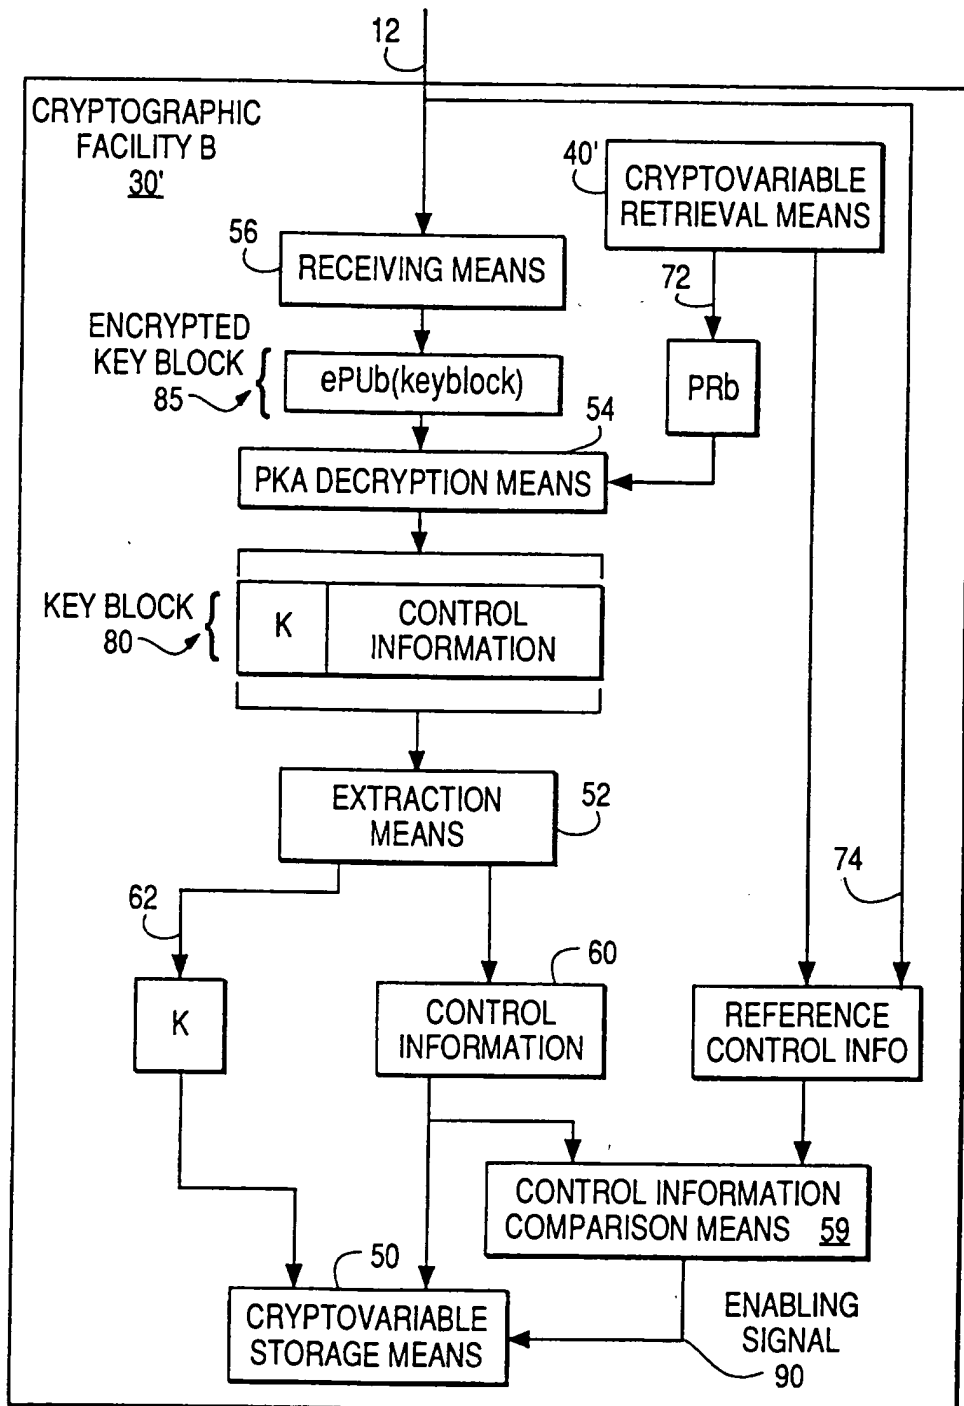 12
CRYPTOGRAPHIC
FACILITY B
30'
40'
CRYPTOVARIABLE
RETRIEVAL MEANS
56
RECEIVING MEANS
72
ENCRYPTED
KEY BLOCK
85
ePUb(keyblock)
PRb
54
PKA DECRYPTION MEANS
KEY BLOCK
80
K
CONTROL
INFORMATION
EXTRACTION
MEANS
52
62
74
60
K
CONTROL
INFORMATION
REFERENCE
CONTROL INFO
CONTROL INFORMATION
COMPARISON MEANS 59
50
CRYPTOVARIABLE
STORAGE MEANS
ENABLING
SIGNAL
90